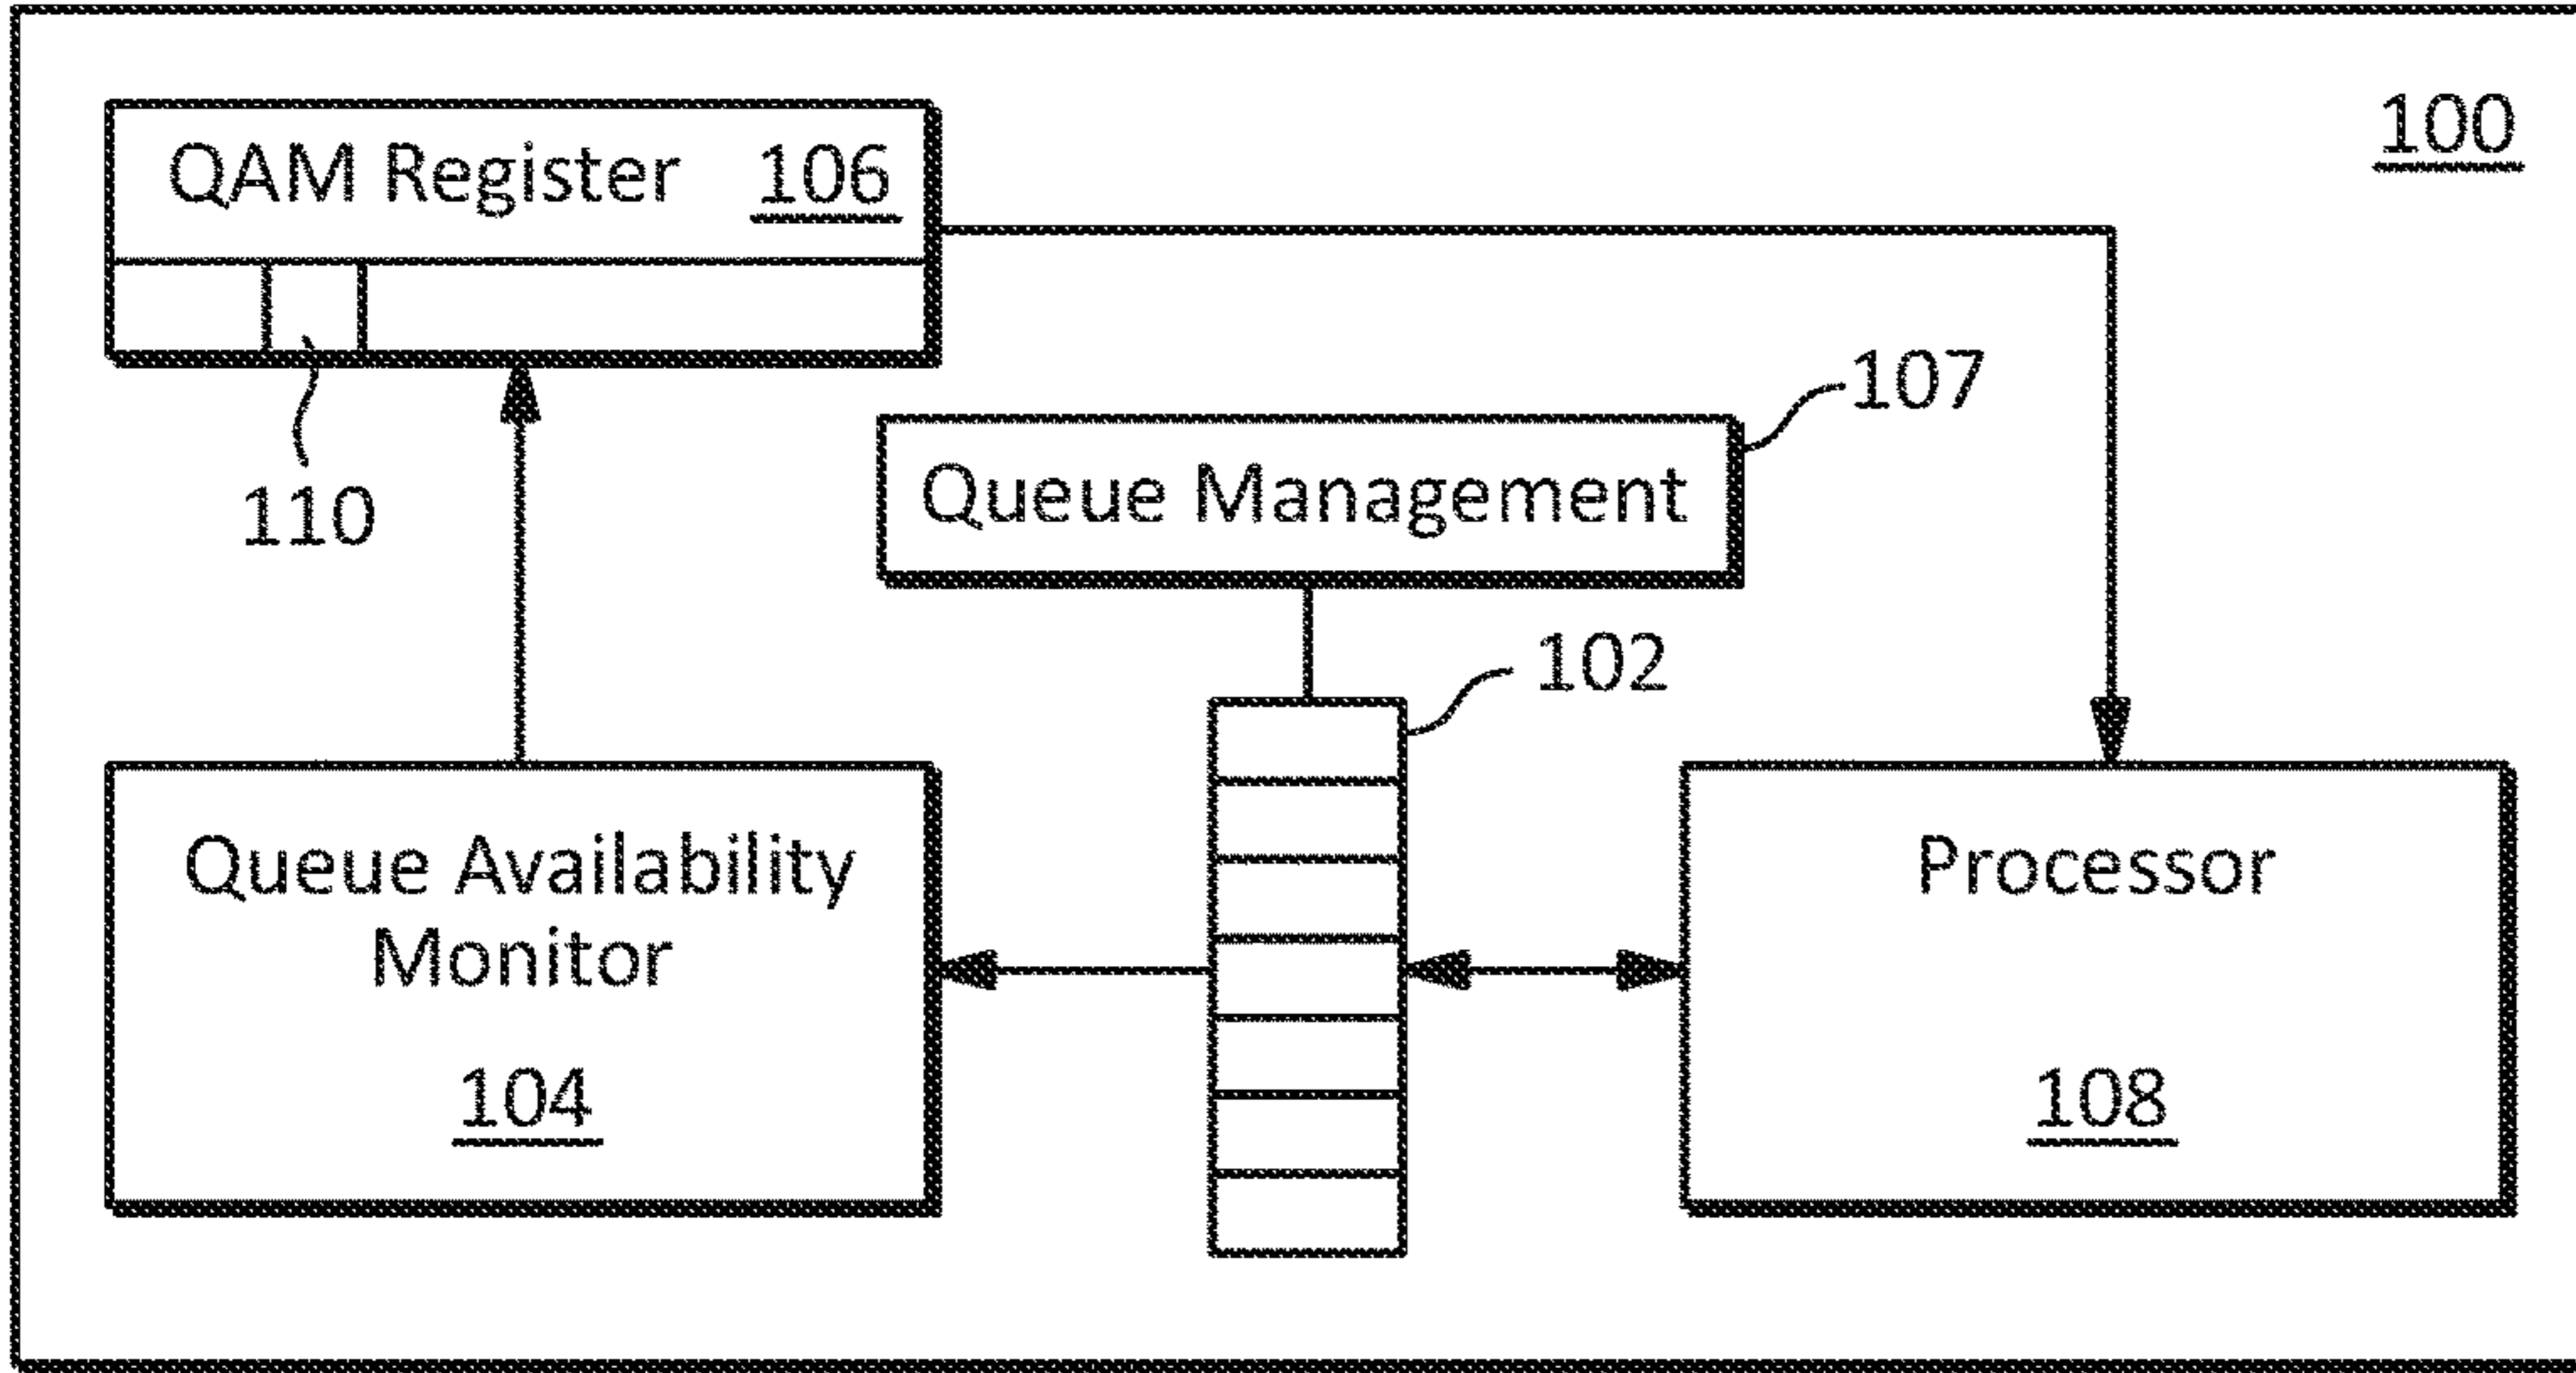 100
QAM Register 106
110
107
Queue Management
102
Queue Availability
Monitor
104
Processor
108